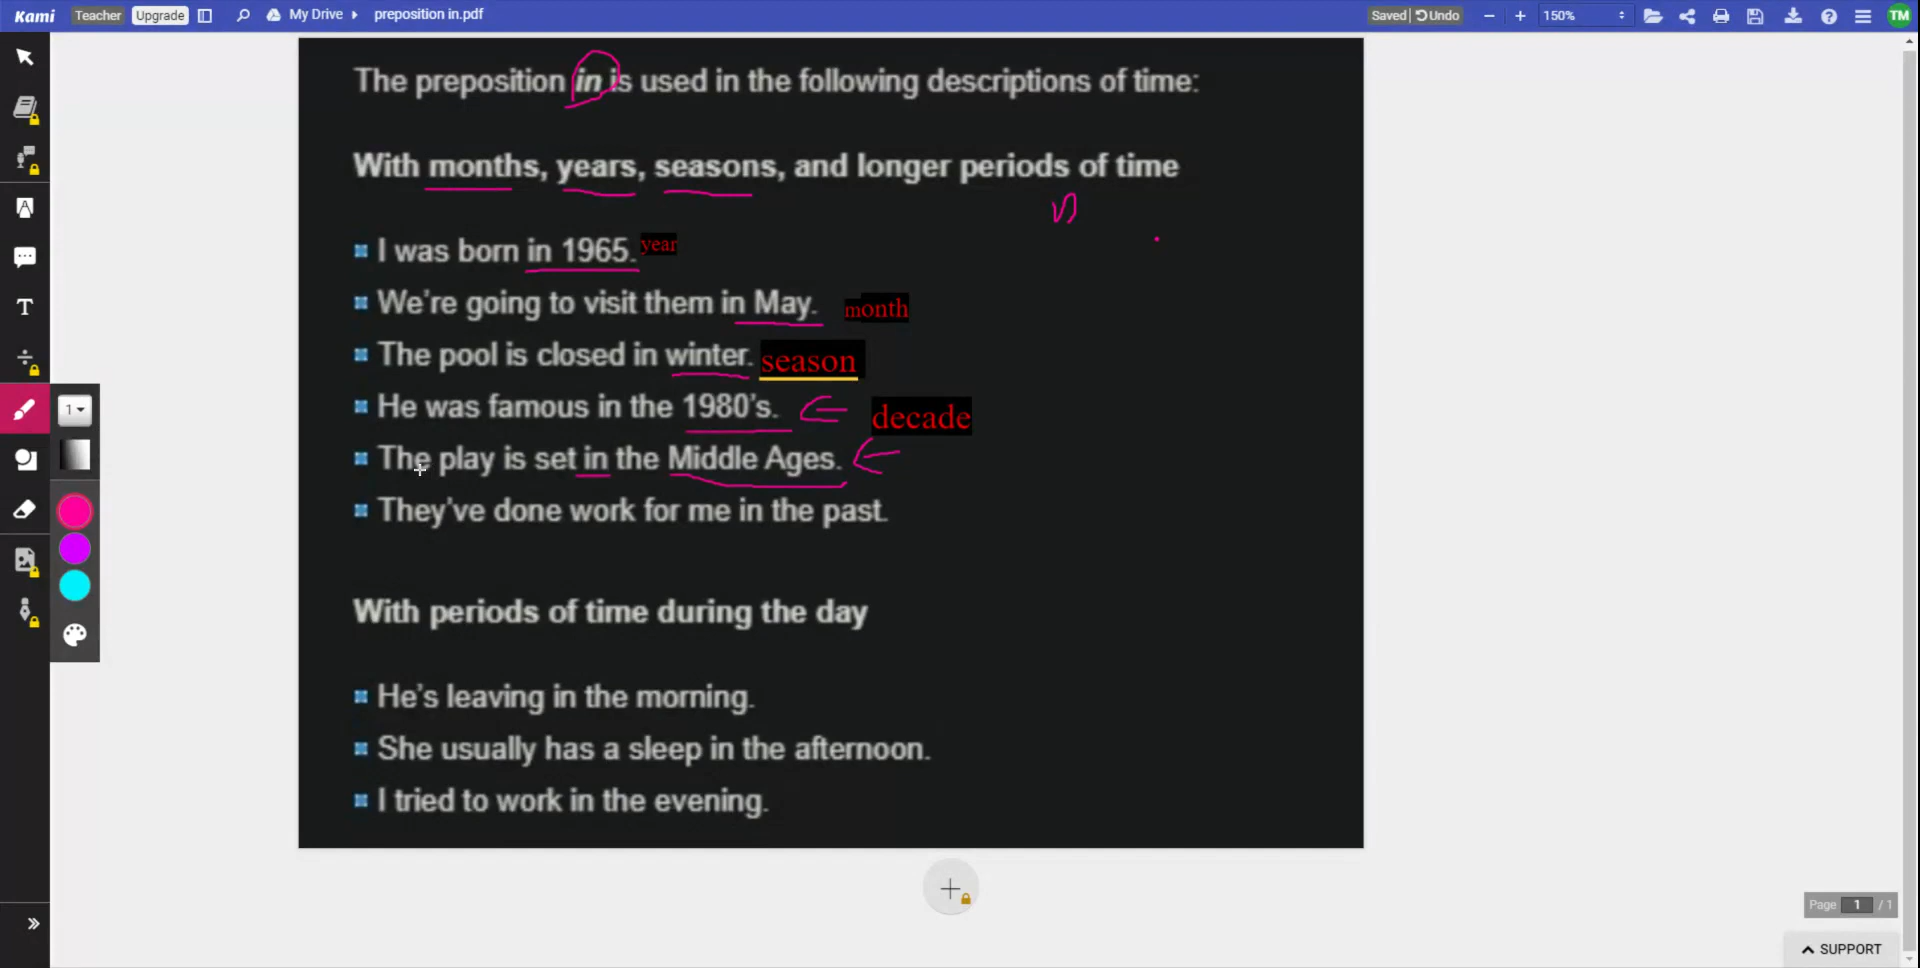 Kami Teacher Upgrade My Drive preposition in.pdf Saved Undo 150% TM
The preposition in is used in the following descriptions of time:
With months, years, seasons, and longer periods of time
I was born in 1965. year
We're going to visit them in May. month
The pool is closed in winter. season
He was famous in the 1980's. decade
The play is set in the Middle Ages.
They've done work for me in the past.
With periods of time during the day
He's leaving in the morning.
She usually has a sleep in the afternoon.
I tried to work in the evening.
1
Page 1 / 1
SUPPORT